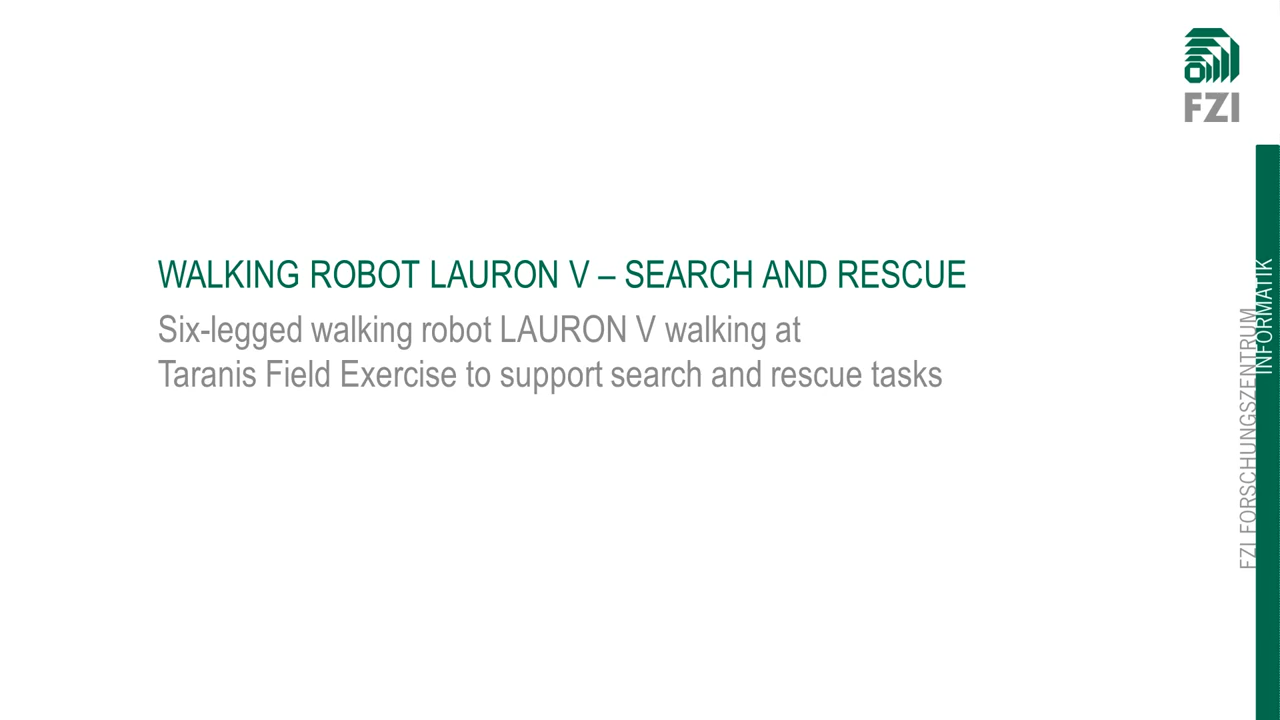 FZI
WALKING ROBOT LAURON V – SEARCH AND RESCUE
Six-legged walking robot LAURON V walking at
Taranis Field Exercise to support search and rescue tasks
FZI FORSCHUNGSZENTRUM
INFORMATIK